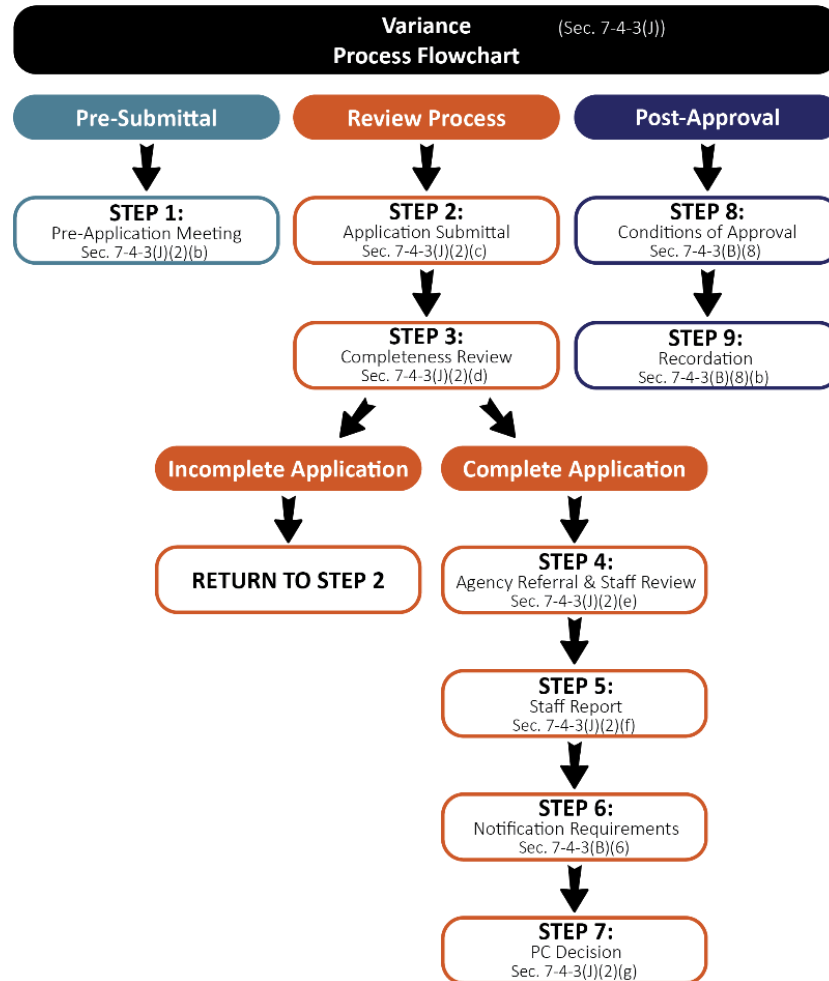 Variance (Sec. 7-4-3(J))
Process Flowchart
Pre-Submittal
STEP 1:
Pre-Application Meeting
Sec. 7-4-3(J)(2)(b)
Review Process
STEP 2:
Application Submittal
Sec. 7-4-3(J)(2)(c)
STEP 3:
Completeness Review
Sec. 7-4-3(J)(2)(d)
Incomplete Application
RETURN TO STEP 2
Complete Application
STEP 4:
Agency Referral & Staff Review
Sec. 7-4-3(J)(2)(e)
STEP 5:
Staff Report
Sec. 7-4-3(J)(2)(f)
STEP 6:
Notification Requirements
Sec. 7-4-3(B)(6)
STEP 7:
PC Decision
Sec. 7-4-3(J)(2)(g)
Post-Approval
STEP 8:
Conditions of Approval
Sec. 7-4-3(B)(8)
STEP 9:
Recordation
Sec. 7-4-3(B)(8)(b)